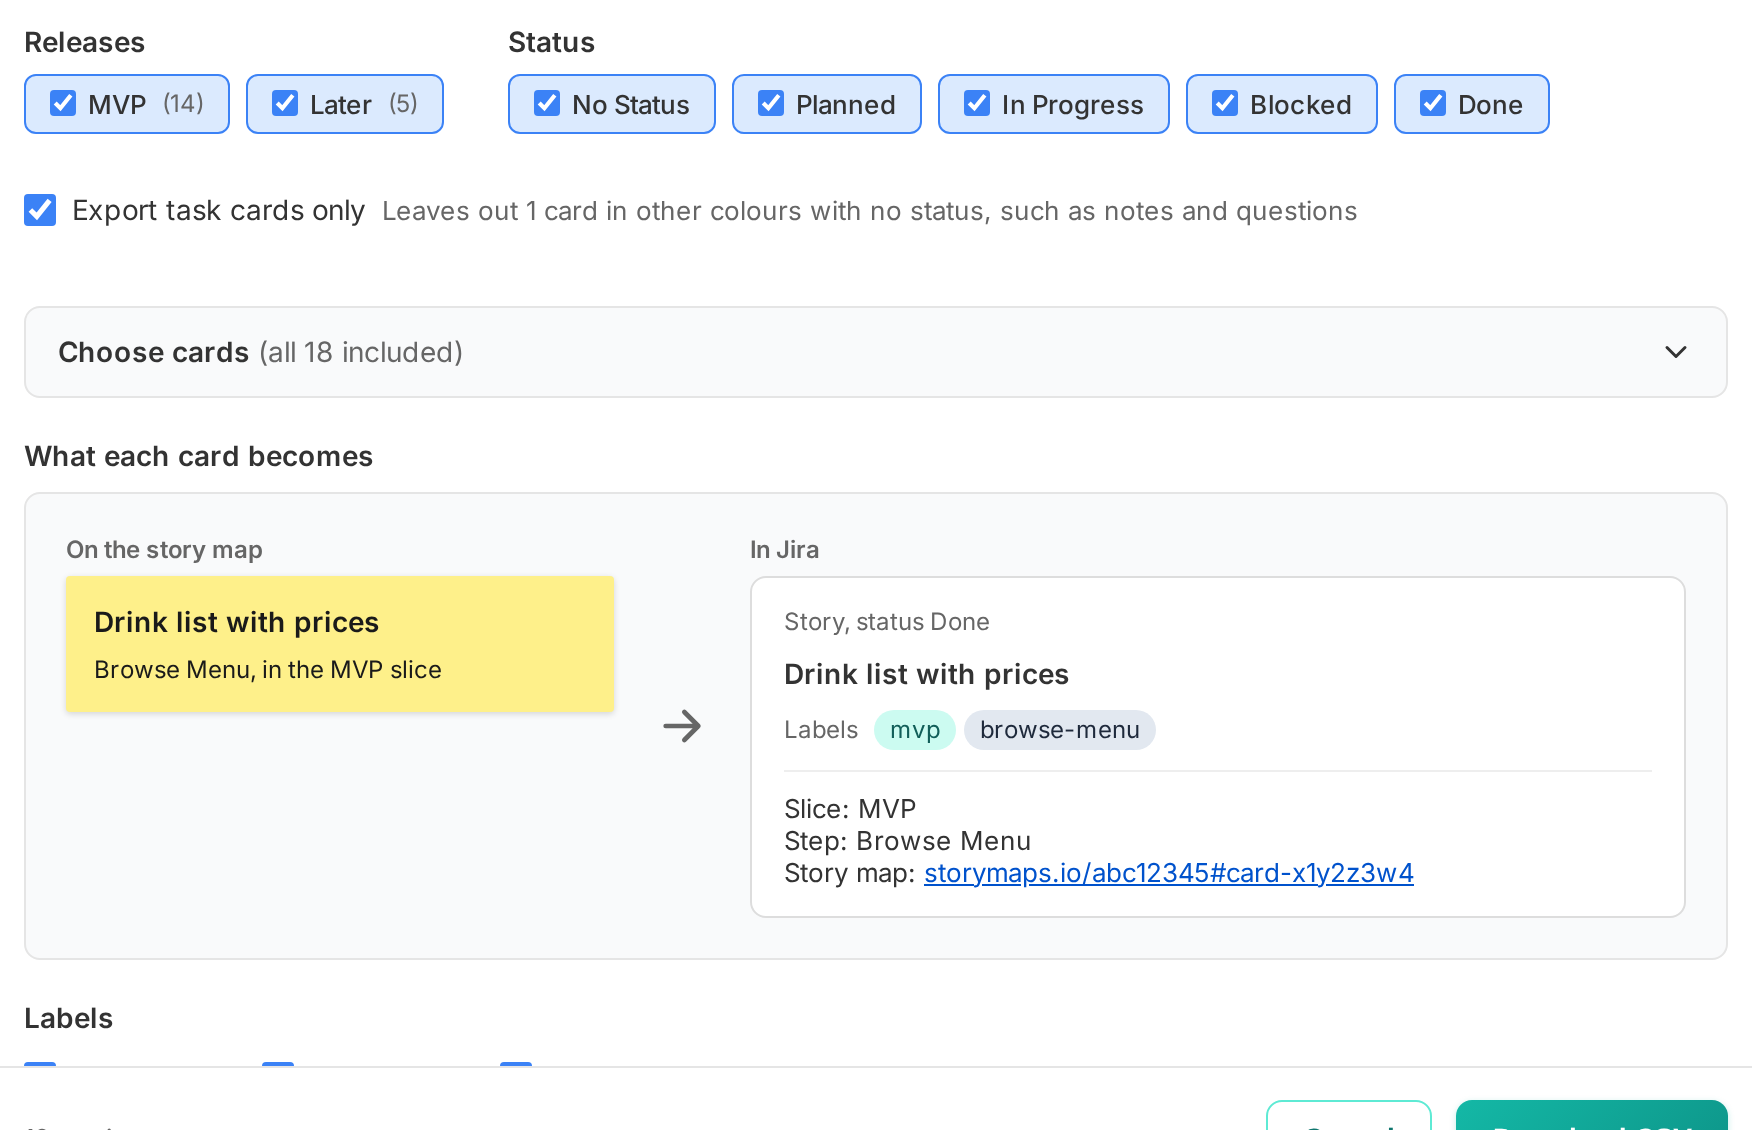 Releases
MVP (14)
Later (5)
Status
No Status
Planned
In Progress
Blocked
Done
Export task cards only Leaves out 1 card in other colours with no status, such as notes and questions
Choose cards (all 18 included)
What each card becomes
On the story map
Drink list with prices
Browse Menu, in the MVP slice
In Jira
Story, status Done
Drink list with prices
Labels mvp browse-menu
Slice: MVP
Step: Browse Menu
Story map: storymaps.io/abc12345#card-x1y2z3w4
Labels